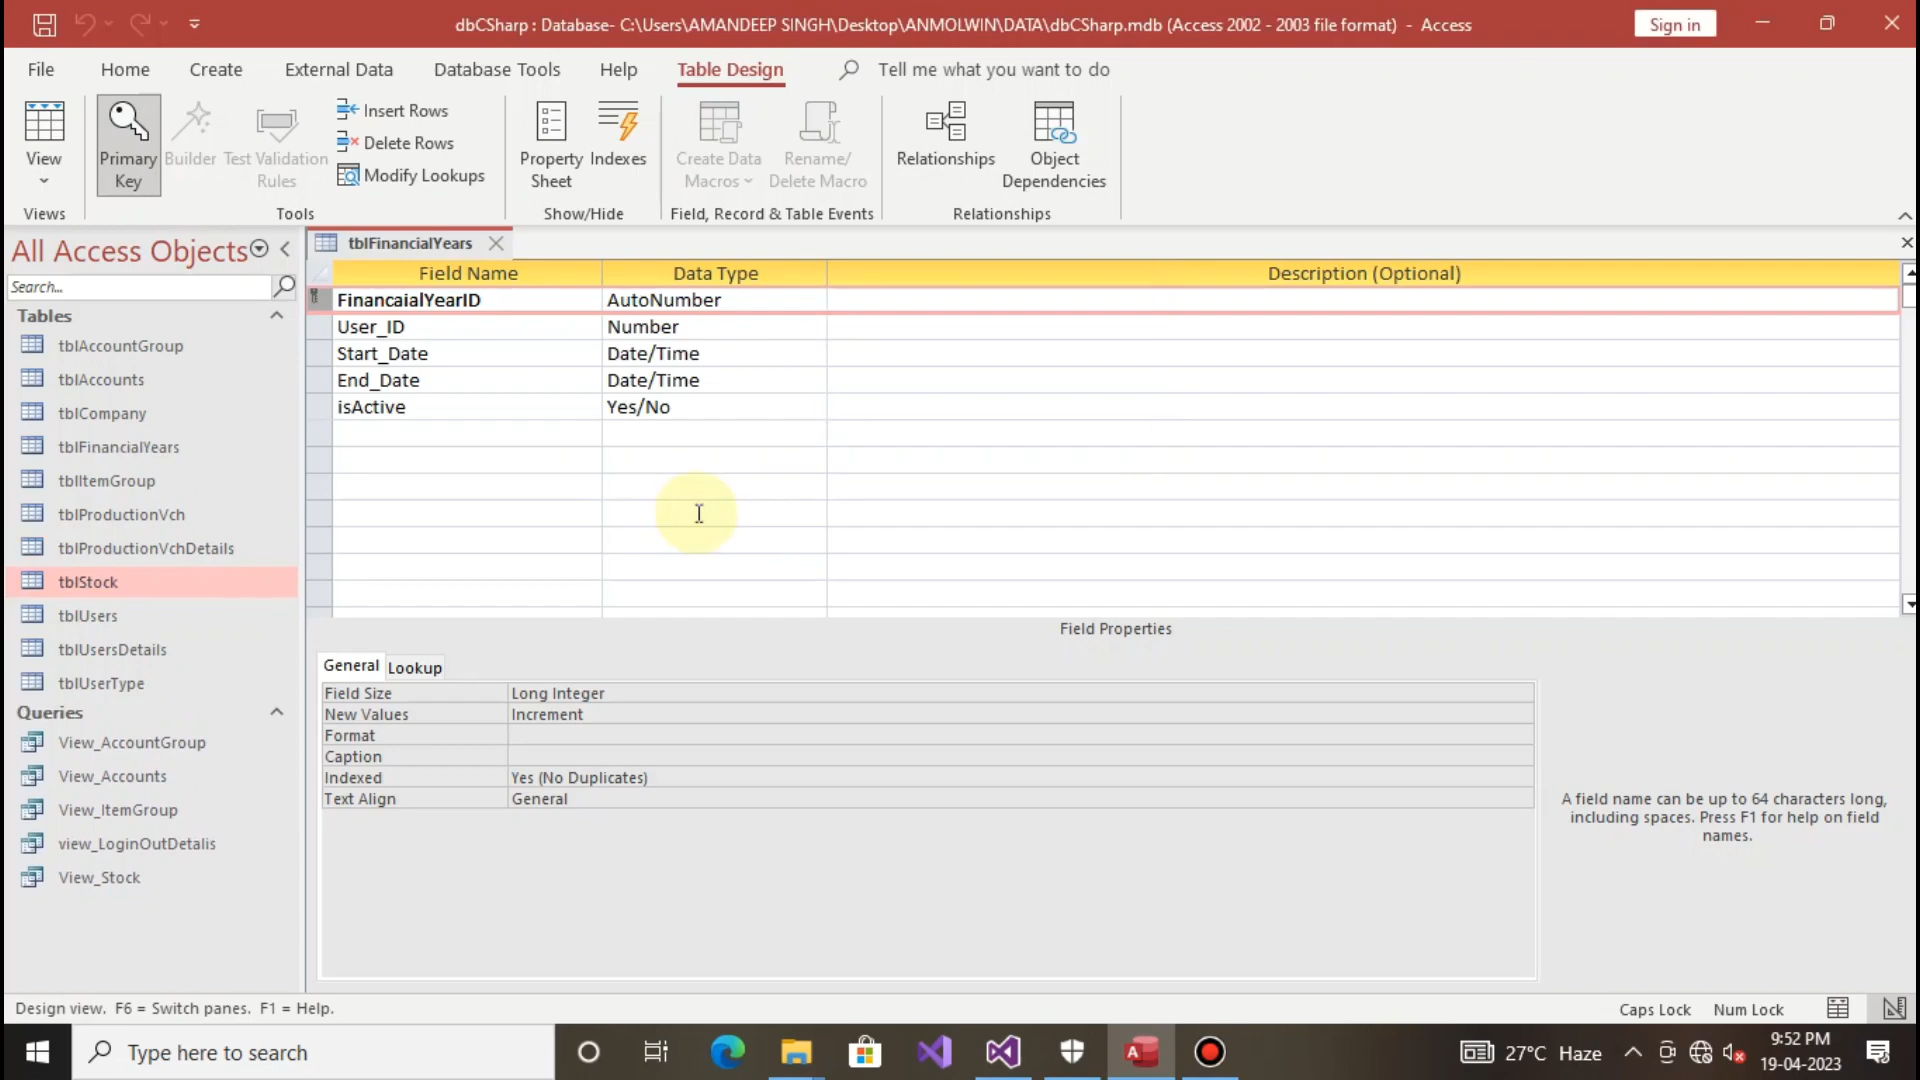 dbCSharp : Database- C:\Users\AMANDEEP SINGH\Desktop\ANMOLWIN\DATA\dbCSharp.mdb (Access 2002 - 2003 file format) - Access
Sign in
File
Home
Create
External Data
Database Tools
Help
Table Design
Tell me what you want to do
View
Primary Key
Builder
Test Validation Rules
Insert Rows
Delete Rows
Modify Lookups
Property Sheet
Indexes
Create Data Macros
Rename/ Delete Macro
Relationships
Object Dependencies
Views
Tools
Show/Hide
Field, Record & Table Events
Relationships
All Access Objects
Search...
Tables
tblAccountGroup
tblAccounts
tblCompany
tblFinancialYears
tblItemGroup
tblProductionVch
tblProductionVchDetails
tblStock
tblUsers
tblUsersDetails
tblUserType
Queries
View_AccountGroup
View_Accounts
View_ItemGroup
view_LoginOutDetalis
View_Stock
tblFinancialYears
Field Name Data Type Description (Optional)
FinancaialYearID AutoNumber
User_ID Number
Start_Date Date/Time
End_Date Date/Time
isActive Yes/No
Field Properties
General Lookup
Field Size Long Integer
New Values Increment
Format
Caption
Indexed Yes (No Duplicates)
Text Align General
A field name can be up to 64 characters long,
including spaces. Press F1 for help on field
names.
Design view. F6 = Switch panes. F1 = Help.
Caps Lock Num Lock
Type here to search
27°C Haze
9:52 PM
19-04-2023